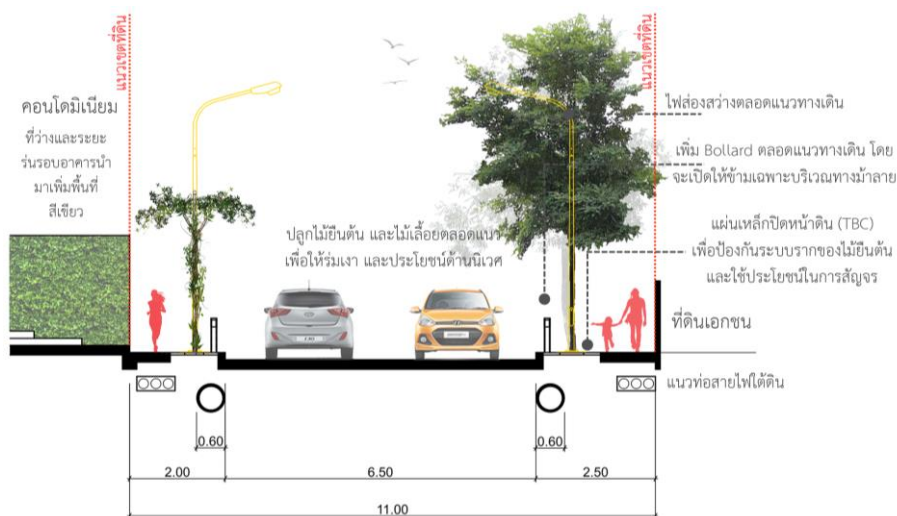 แนวเขตที่ดิน
แนวเขตที่ดิน
คอนโดมิเนียม
ที่ว่างและระยะ
ร่นรอบอาคารนำ
มาเพิ่มพื้นที่
สีเขียว
ไฟส่องสว่างตลอดแนวทางเดิน
เพิ่ม Bollard ตลอดแนวทางเดิน โดย
จะเปิดให้ข้ามเฉพาะบริเวณทางม้าลาย
แผ่นเหล็กปิดหน้าดิน (TBC)
เพื่อป้องกันระบบรากของไม้ยืนต้น
และใช้ประโยชน์ในการสัญจร
ปลูกไม้ยืนต้น และไม้เลื้อยตลอดแนว
เพื่อให้ร่มเงา และประโยชน์ด้านนิเวศ
ที่ดินเอกชน
แนวท่อสายไฟใต้ดิน
0.60
0.60
2.00
6.50
2.50
11.00